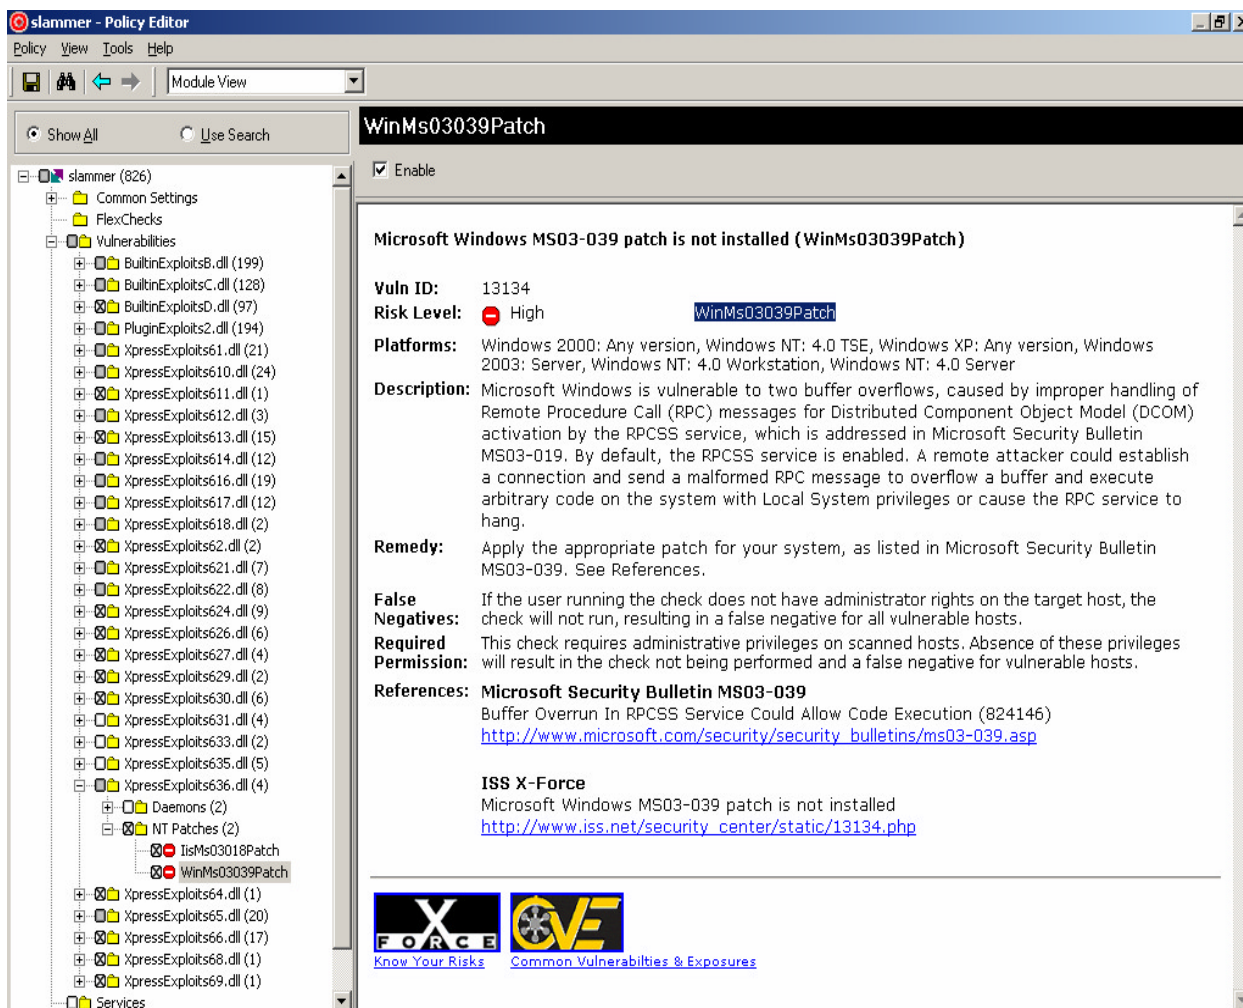 slammer - Policy Editor
Policy View Tools Help
Module View
Show All Use Search
slammer (826)
Common Settings
FlexChecks
Vulnerabilities
BuiltinExploitsB.dll (199)
BuiltinExploitsC.dll (128)
BuiltinExploitsD.dll (97)
PluginExploits2.dll (194)
XpressExploits61.dll (21)
XpressExploits610.dll (24)
XpressExploits611.dll (1)
XpressExploits612.dll (3)
XpressExploits613.dll (15)
XpressExploits614.dll (12)
XpressExploits616.dll (19)
XpressExploits617.dll (12)
XpressExploits618.dll (2)
XpressExploits62.dll (2)
XpressExploits621.dll (7)
XpressExploits622.dll (8)
XpressExploits624.dll (9)
XpressExploits626.dll (6)
XpressExploits627.dll (4)
XpressExploits629.dll (2)
XpressExploits630.dll (6)
XpressExploits631.dll (4)
XpressExploits633.dll (2)
XpressExploits635.dll (5)
XpressExploits636.dll (4)
Daemons (2)
NT Patches (2)
IisMs03018Patch
WinMs03039Patch
XpressExploits64.dll (1)
XpressExploits65.dll (20)
XpressExploits66.dll (17)
XpressExploits68.dll (1)
XpressExploits69.dll (1)
Services
WinMs03039Patch
Enable
Microsoft Windows MS03-039 patch is not installed (WinMs03039Patch)
Vuln ID: 13134
Risk Level: High WinMs03039Patch
Platforms: Windows 2000: Any version, Windows NT: 4.0 TSE, Windows XP: Any version, Windows
2003: Server, Windows NT: 4.0 Workstation, Windows NT: 4.0 Server
Description: Microsoft Windows is vulnerable to two buffer overflows, caused by improper handling of
Remote Procedure Call (RPC) messages for Distributed Component Object Model (DCOM)
activation by the RPCSS service, which is addressed in Microsoft Security Bulletin
MS03-019. By default, the RPCSS service is enabled. A remote attacker could establish
a connection and send a malformed RPC message to overflow a buffer and execute
arbitrary code on the system with Local System privileges or cause the RPC service to
hang.
Remedy: Apply the appropriate patch for your system, as listed in Microsoft Security Bulletin
MS03-039. See References.
False If the user running the check does not have administrator rights on the target host, the
Negatives: check will not run, resulting in a false negative for all vulnerable hosts.
Required This check requires administrative privileges on scanned hosts. Absence of these privileges
Permission: will result in the check not being performed and a false negative for vulnerable hosts.
References: Microsoft Security Bulletin MS03-039
Buffer Overrun In RPCSS Service Could Allow Code Execution (824146)
http://www.microsoft.com/security/security_bulletins/ms03-039.asp
ISS X-Force
Microsoft Windows MS03-039 patch is not installed
http://www.iss.net/security_center/static/13134.php
X FORCE CVE
Know Your Risks Common Vulnerabilties & Exposures